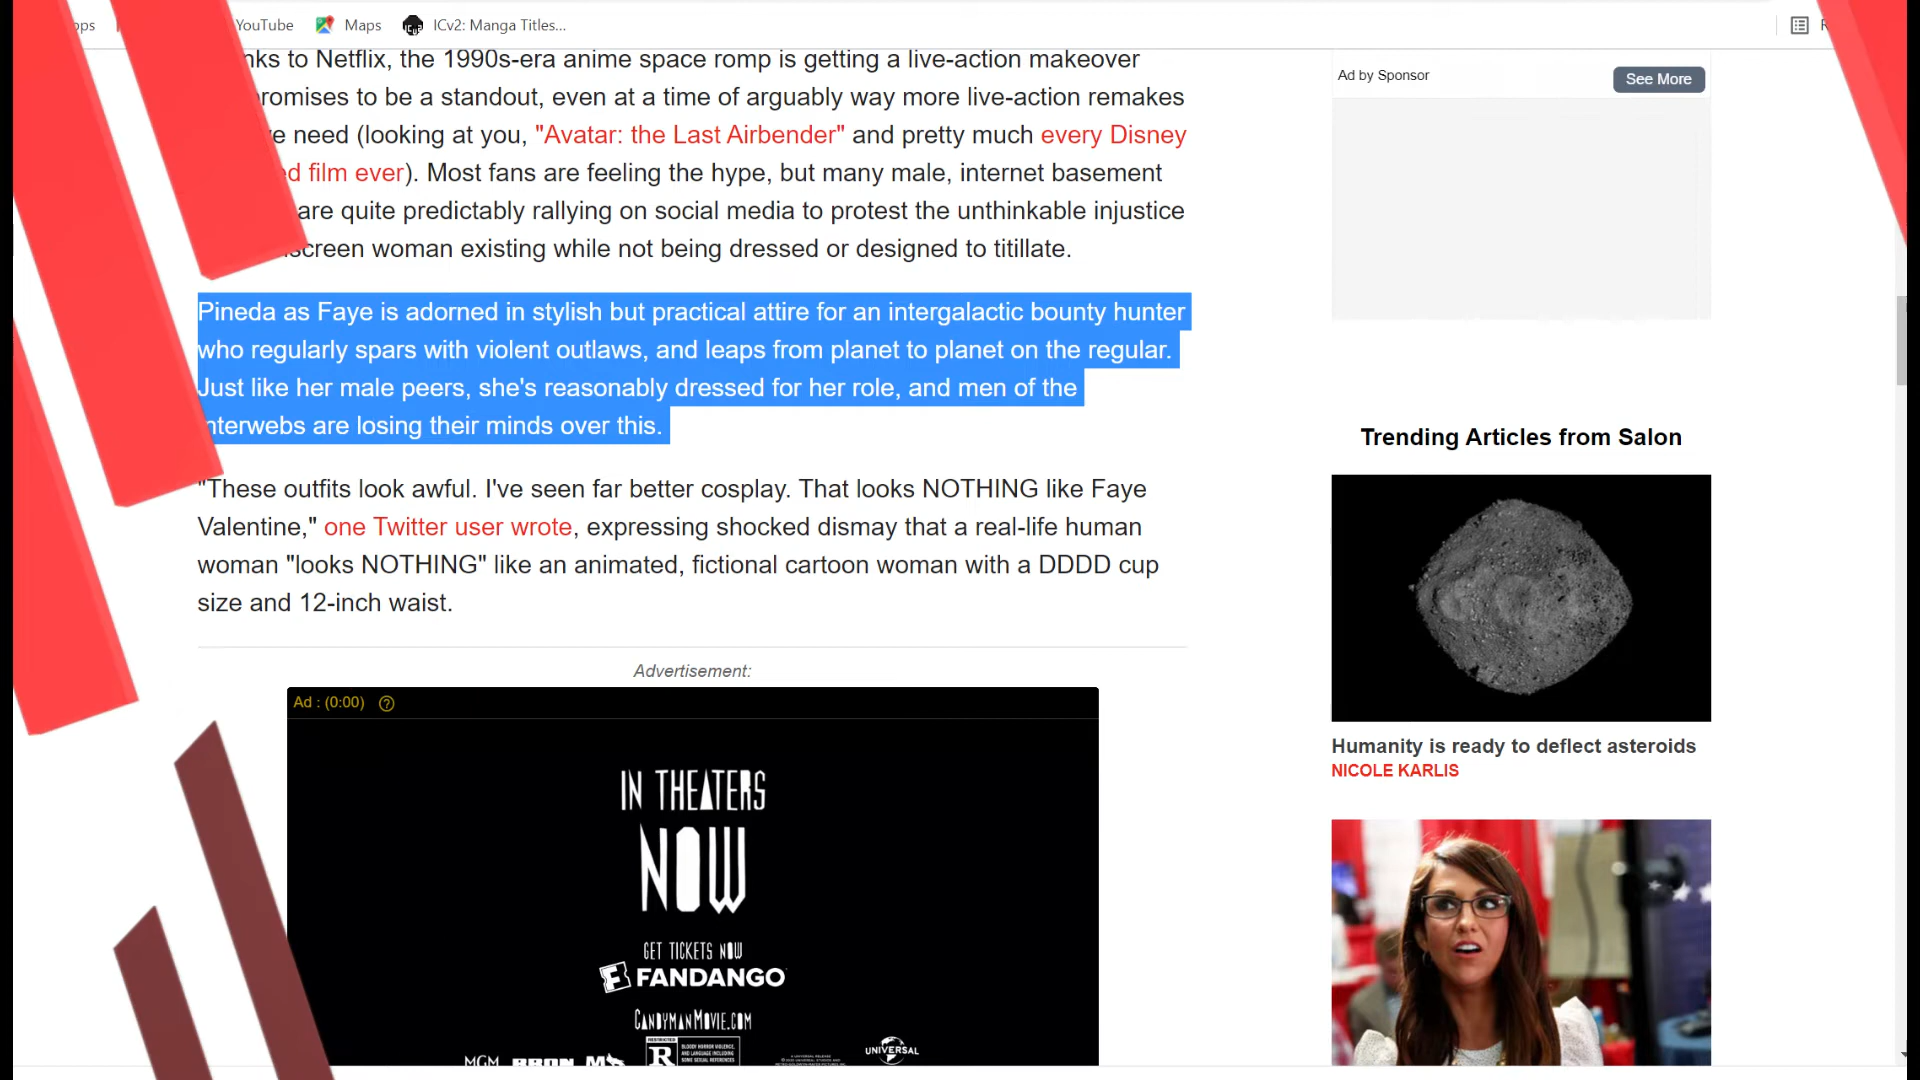 YouTube
Maps
ICv2: Manga Titles...
to Netflix, the 1990s-era anime space romp is getting a live-action makeover
to be a standout, even at a time of arguably way more live-action remakes
need (looking at you, "Avatar: the Last Airbender" and pretty much every Disney
film ever). Most fans are feeling the hype, but many male, internet basement
are quite predictably rallying on social media to protest the unthinkable injustice
woman existing while not being dressed or designed to titillate.
Pineda as Faye is adorned in stylish but practical attire for an intergalactic bounty hunter
who regularly spars with violent outlaws, and leaps from planet to planet on the regular.
Just like her male peers, she's reasonably dressed for her role, and men of the
interwebs are losing their minds over this.
"These outfits look awful. I've seen far better cosplay. That looks NOTHING like Faye
Valentine," one Twitter user wrote, expressing shocked dismay that a real-life human
woman "looks NOTHING" like an animated, fictional cartoon woman with a DDDD cup
size and 12-inch waist.
Advertisement:
Ad : (0:00)
IN THEATERS
NOW
GET TICKETS NOW
FANDANGO
CANDYMANMOVIE.COM
MGM
R
UNIVERSAL
Ad by Sponsor
See More
Trending Articles from Salon
Humanity is ready to deflect asteroids
NICOLE KARLIS